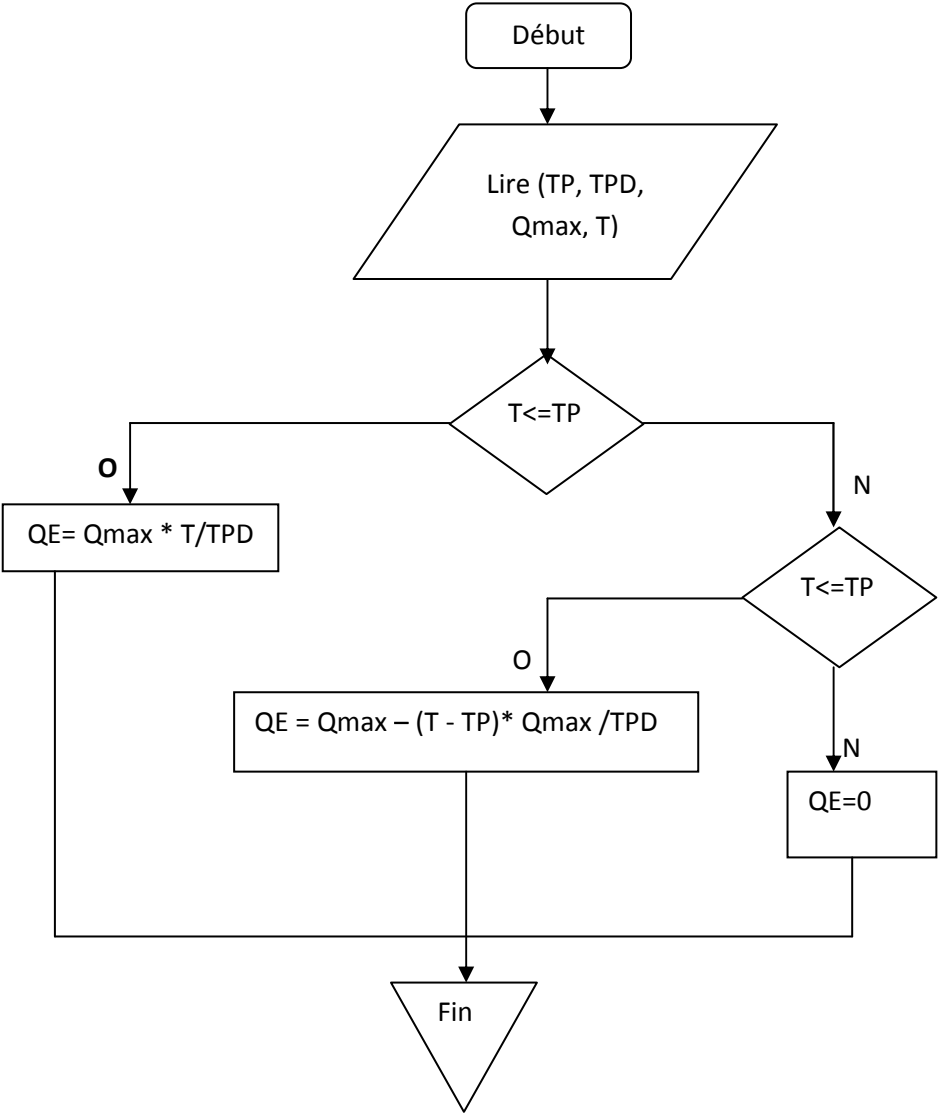 Début
Lire (TP, TPD,
Qmax, T)
T<=TP
O
N
QE= Qmax * T/TPD
T<=TP
O
QE = Qmax – (T - TP)* Qmax /TPD
N
QE=0
Fin